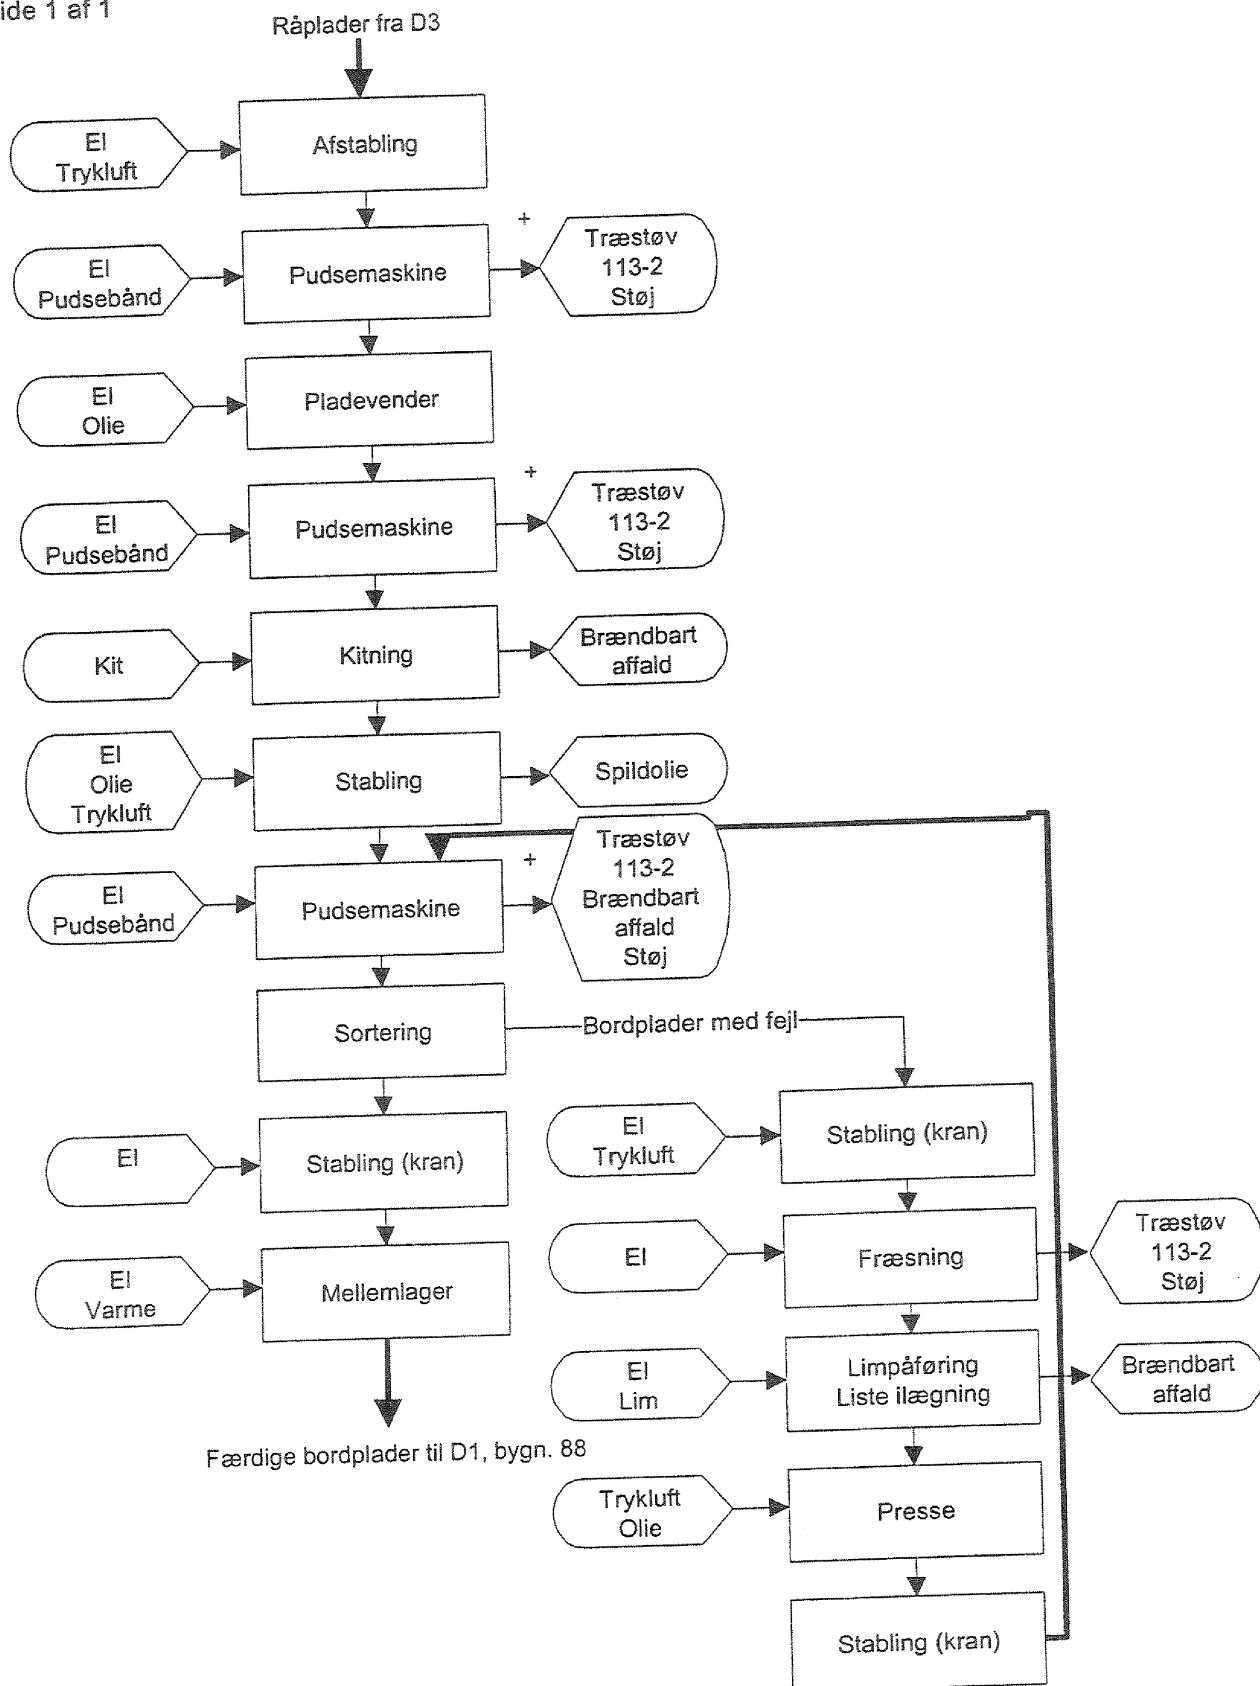 ide 1 af 1
Råplader fra D3
El
Trykluft
Afstabling
El
Pudsebånd
Pudsemaskine
+
Træstøv
113-2
Støj
El
Olie
Pladevender
El
Pudsebånd
Pudsemaskine
+
Træstøv
113-2
Støj
Kit
Kitning
Brændbart
affald
El
Olie
Trykluft
Stabling
Spildolie
El
Pudsebånd
Pudsemaskine
+
Træstøv
113-2
Brændbart
affald
Støj
Sortering
Bordplader med fejl
El
Stabling (kran)
El
Trykluft
Stabling (kran)
El
Varme
Mellemlager
El
Fræsning
Træstøv
113-2
Støj
El
Lim
Limpåføring
Liste ilægning
Brændbart
affald
Færdige bordplader til D1, bygn. 88
Trykluft
Olie
Presse
Stabling (kran)